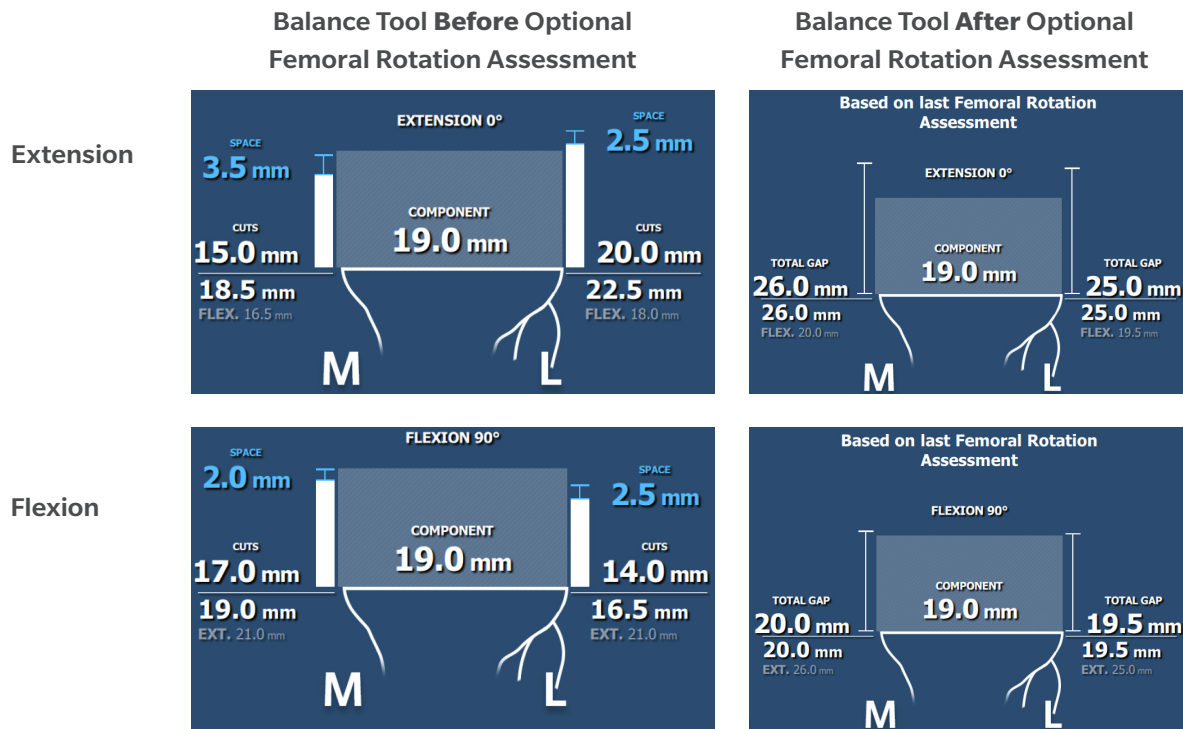 Balance Tool Before Optional
Femoral Rotation Assessment
Balance Tool After Optional
Femoral Rotation Assessment
Extension
EXTENSION 0°
SPACE
3.5 mm
SPACE
2.5 mm
COMPONENT
19.0 mm
CUTS
15.0 mm
CUTS
20.0 mm
18.5 mm
FLEX. 16.5 mm
22.5 mm
FLEX. 18.0 mm
M
L
Based on last Femoral Rotation
Assessment
EXTENSION 0°
COMPONENT
19.0 mm
TOTAL GAP
26.0 mm
26.0 mm
FLEX. 20.0 mm
TOTAL GAP
25.0 mm
25.0 mm
FLEX. 19.5 mm
M
L
Flexion
FLEXION 90°
SPACE
2.0 mm
SPACE
2.5 mm
COMPONENT
19.0 mm
CUTS
17.0 mm
CUTS
14.0 mm
19.0 mm
EXT. 21.0 mm
16.5 mm
EXT. 21.0 mm
M
L
Based on last Femoral Rotation
Assessment
FLEXION 90°
COMPONENT
19.0 mm
TOTAL GAP
20.0 mm
20.0 mm
EXT. 26.0 mm
TOTAL GAP
19.5 mm
19.5 mm
EXT. 25.0 mm
M
L